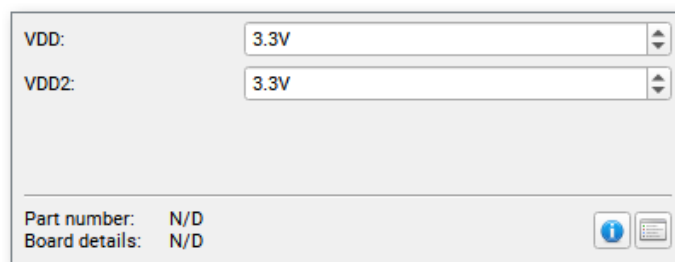 VDD: 3.3V
VDD2: 3.3V
Part number: N/D
Board details: N/D